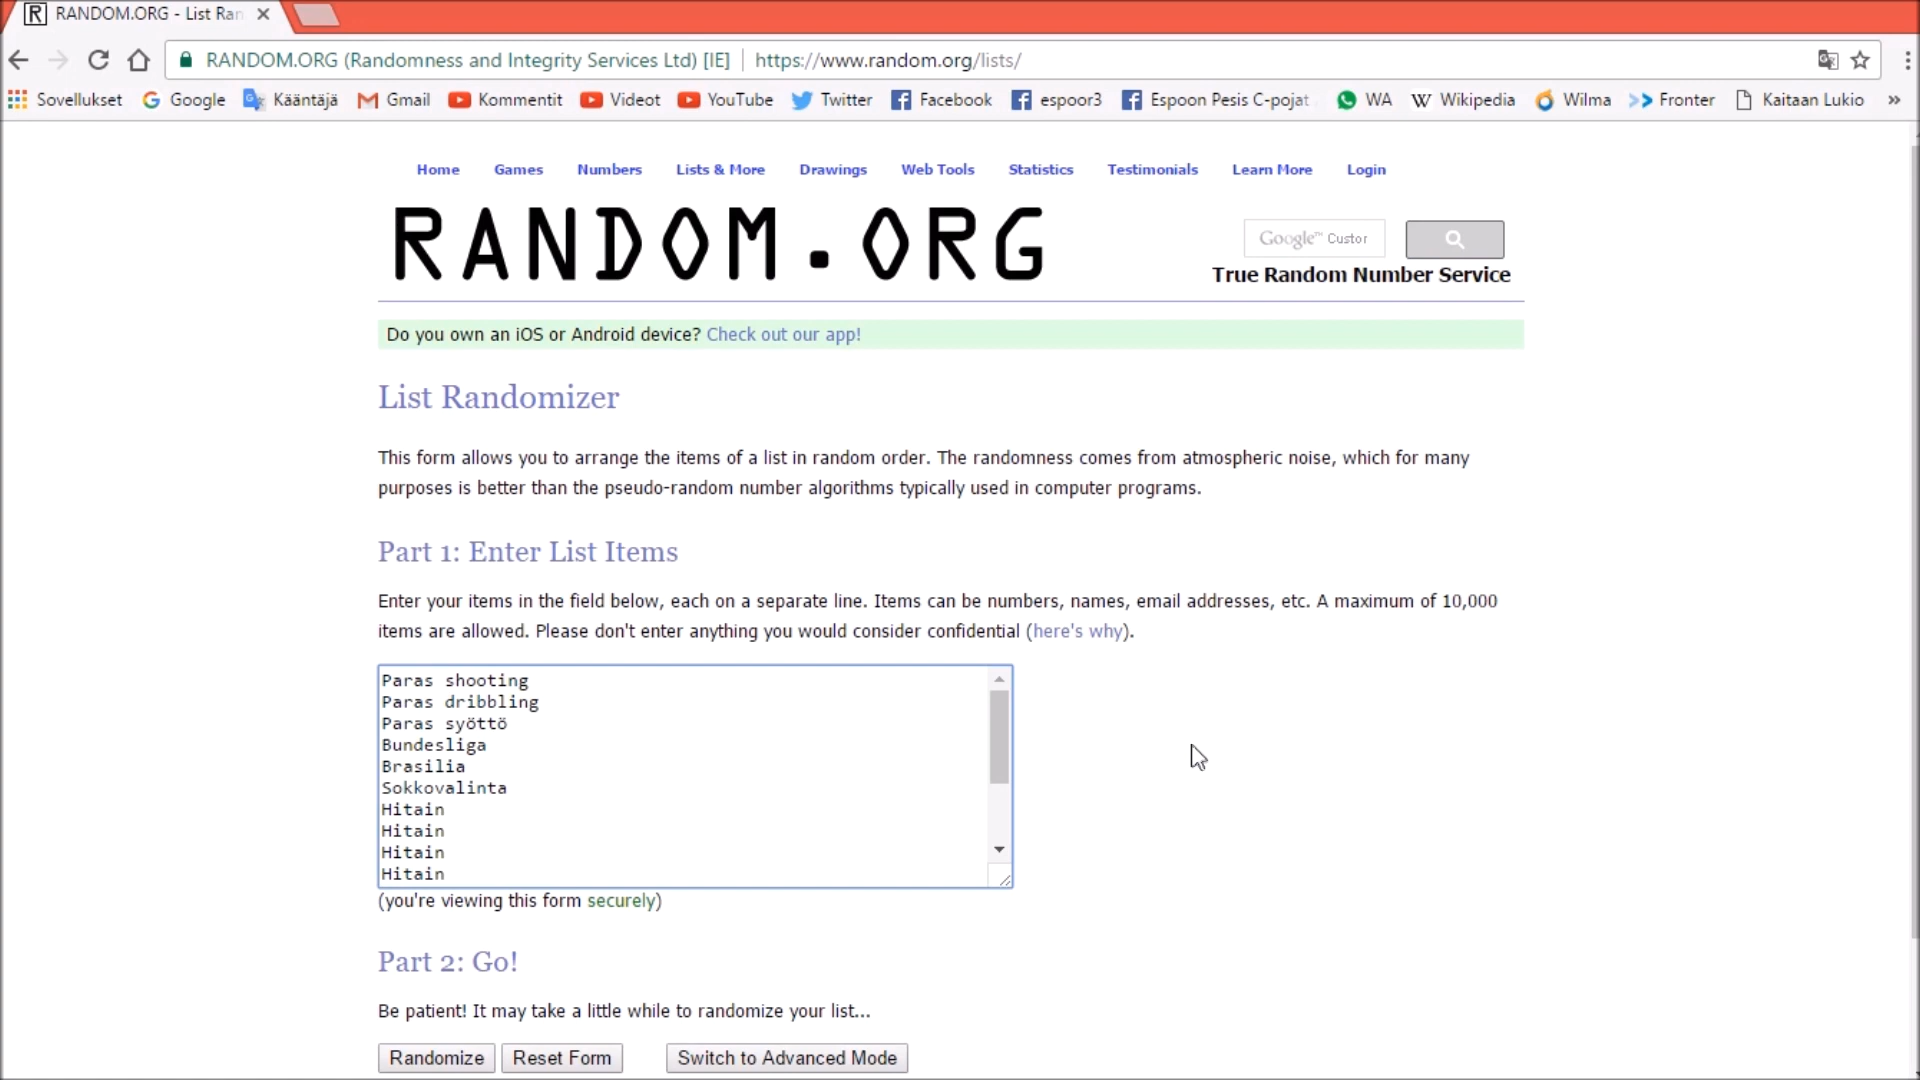 RANDOM.ORG - List Ran
RANDOM.ORG (Randomness and Integrity Services Ltd) [IE] https://www.random.org/lists/
Sovellukset Google Kääntäjä Gmail Kommentit Videot YouTube Twitter Facebook espoor3 Espoon Pesis C-pojat WA Wikipedia Wilma Fronter Kaitaan Lukio »
Home Games Numbers Lists & More Drawings Web Tools Statistics Testimonials Learn More Login
RANDOM.ORG
Google™ Custor
True Random Number Service
Do you own an iOS or Android device? Check out our app!
List Randomizer
This form allows you to arrange the items of a list in random order. The randomness comes from atmospheric noise, which for many
purposes is better than the pseudo-random number algorithms typically used in computer programs.
Part 1: Enter List Items
Enter your items in the field below, each on a separate line. Items can be numbers, names, email addresses, etc. A maximum of 10,000
items are allowed. Please don't enter anything you would consider confidential (here's why).
Paras shooting
Paras dribbling
Paras syöttö
Bundesliga
Brasilia
Sokkovalinta
Hitain
Hitain
Hitain
Hitain
(you're viewing this form securely)
Part 2: Go!
Be patient! It may take a little while to randomize your list...
Randomize Reset Form Switch to Advanced Mode